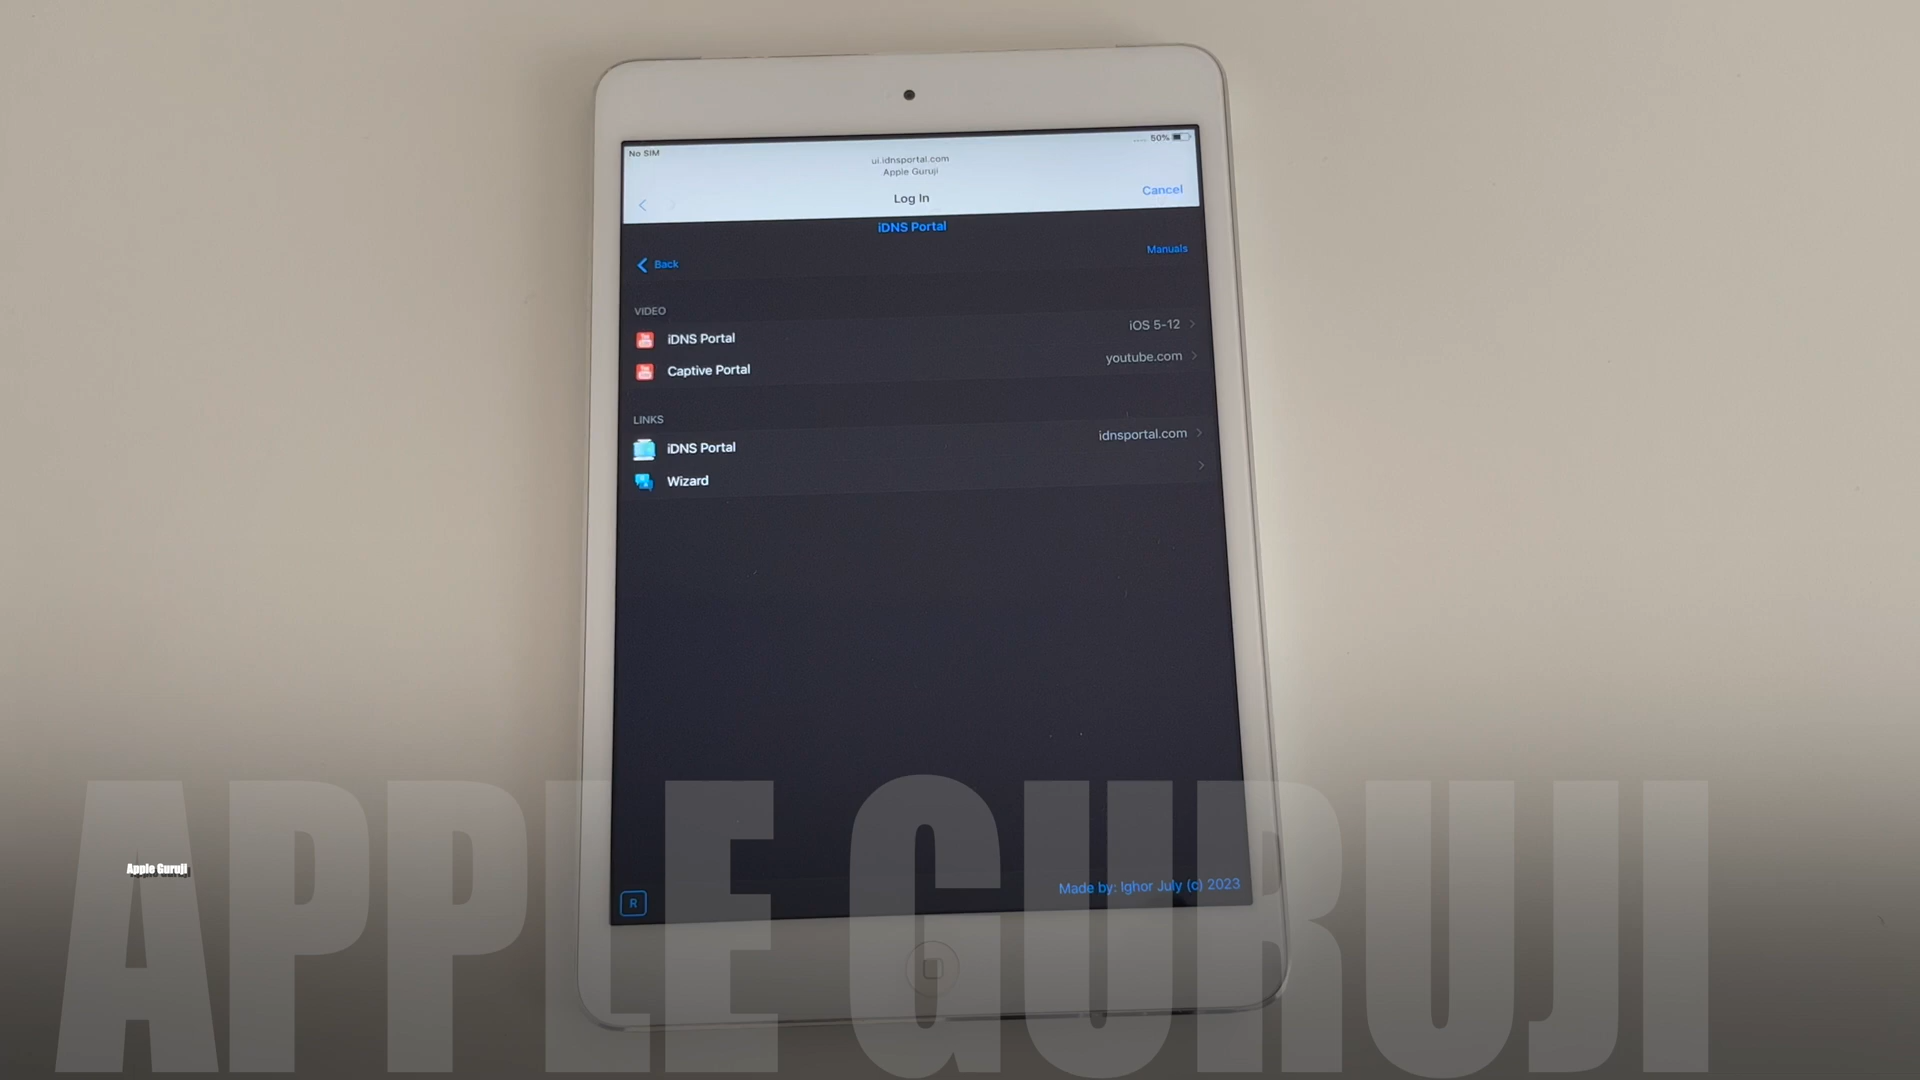 No SIM
50%
ui.idnsportal.com
Apple Guruji
Log In
Cancel
iDNS Portal
Back
Manuals
VIDEO
iDNS Portal
iOS 5-12
Captive Portal
youtube.com
LINKS
iDNS Portal
idnsportal.com
Wizard
R
Made by: Ighor July (c) 2023
APPLE GURUJI
Apple Guruji